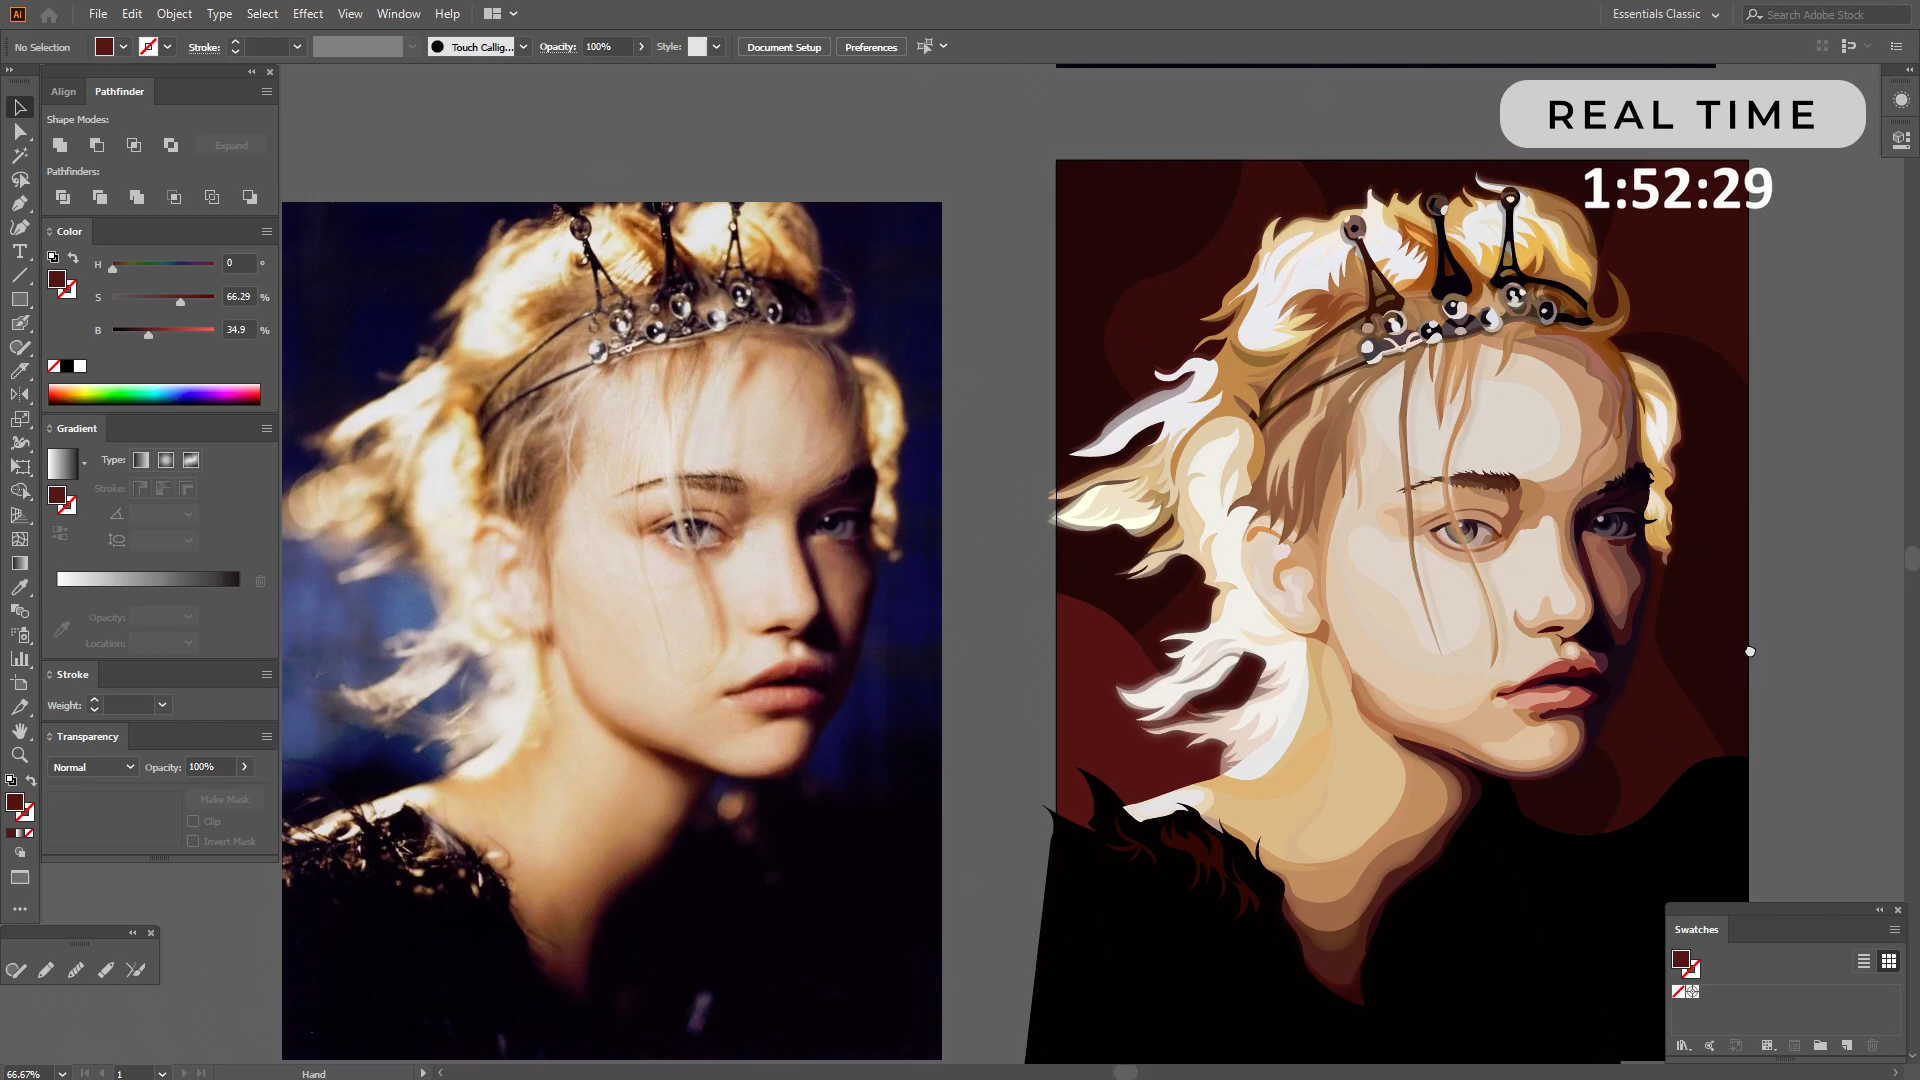 Ai File Edit Object Type Select Effect View Window Help Essentials Classic Search Adobe Stock
No Selection Stroke: Touch Callig... Opacity: 100% Style: Document Setup Preferences
Align Pathfinder
Shape Modes:
Expand
Pathfinders:
Color
H 0 °
S 66.29 %
B 34.9 %
Gradient
Type:
Stroke:
Opacity:
Location:
Stroke
Weight:
Transparency
Normal Opacity: 100%
Make Mask
Clip
Invert Mask
REAL TIME
1:52:29
Swatches
66.67% 1 Hand